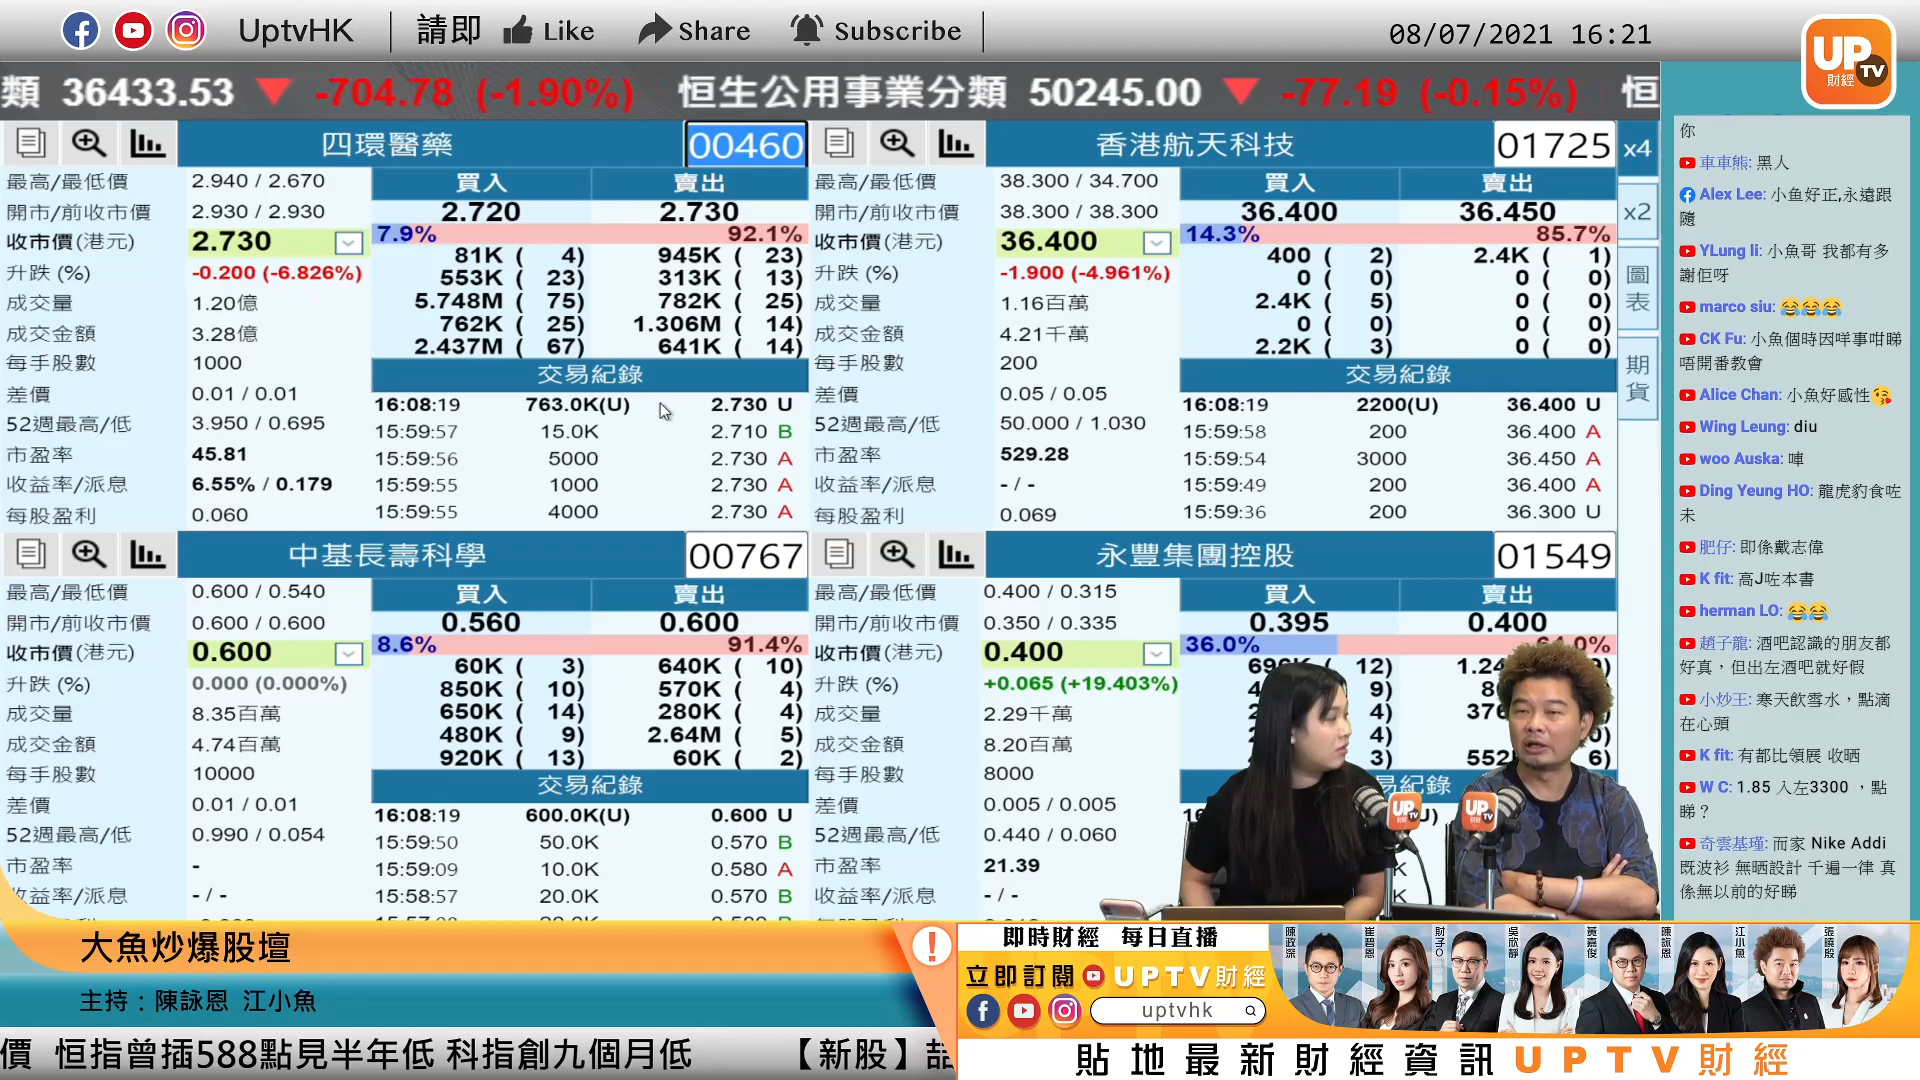 UptvHK 請即 Like Share Subscribe
08/07/2021 16:21
UP TV 財經
類 36433.53 ▼ -704.78 (-1.90%) 恒生公用事業分類 50245.00 ▼ -77.19 (-0.15%) 恒
四環醫藥 00460
最高/最低價 2.940 / 2.670
開市/前收市價 2.930 / 2.930
收市價(港元) 2.730
升跌 (%) -0.200 (-6.826%)
成交量 1.20億
成交金額 3.28億
每手股數 1000
差價 0.01 / 0.01
52週最高/低 3.950 / 0.695
市盈率 45.81
收益率/派息 6.55% / 0.179
每股盈利 0.060
買入 賣出
2.720 2.730
7.9% 92.1%
81K ( 4) 945K ( 23)
553K ( 23) 313K ( 13)
5.748M ( 75) 782K ( 25)
762K ( 25) 1.306M ( 14)
2.437M ( 67) 641K ( 14)
交易紀錄
16:08:19 763.0K(U) 2.730 U
15:59:57 15.0K 2.710 B
15:59:56 5000 2.730 A
15:59:55 1000 2.730 A
15:59:55 4000 2.730 A
香港航天科技 01725
最高/最低價 38.300 / 34.700
開市/前收市價 38.300 / 38.300
收市價(港元) 36.400
升跌 (%) -1.900 (-4.961%)
成交量 1.16百萬
成交金額 4.21千萬
每手股數 200
差價 0.05 / 0.05
52週最高/低 50.000 / 1.030
市盈率 529.28
收益率/派息 - / -
每股盈利 0.069
買入 賣出
36.400 36.450
14.3% 85.7%
400 ( 2) 2.4K ( 1)
0 ( 0) 0 ( 0)
2.4K ( 5) 0 ( 0)
0 ( 0) 0 ( 0)
2.2K ( 3) 0 ( 0)
交易紀錄
16:08:19 2200(U) 36.400 U
15:59:58 200 36.400 A
15:59:54 3000 36.450 A
15:59:49 200 36.400 A
15:59:36 200 36.300 U
x4
x2
圖表
期貨
中基長壽科學 00767
最高/最低價 0.600 / 0.540
開市/前收市價 0.600 / 0.600
收市價(港元) 0.600
升跌 (%) 0.000 (0.000%)
成交量 8.35百萬
成交金額 4.74百萬
每手股數 10000
差價 0.01 / 0.01
52週最高/低 0.990 / 0.054
市盈率 -
收益率/派息 - / -
買入 賣出
0.560 0.600
8.6% 91.4%
60K ( 3) 640K ( 10)
850K ( 10) 570K ( 4)
650K ( 14) 280K ( 4)
480K ( 9) 2.64M ( 5)
920K ( 13) 60K ( 2)
交易紀錄
16:08:19 600.0K(U) 0.600 U
15:59:50 50.0K 0.570 B
15:59:09 10.0K 0.580 A
15:58:57 20.0K 0.570 B
永豐集團控股 01549
最高/最低價 0.400 / 0.315
開市/前收市價 0.350 / 0.335
收市價(港元) 0.400
升跌 (%) +0.065 (+19.403%)
成交量 2.29千萬
成交金額 8.20百萬
每手股數 8000
差價 0.005 / 0.005
52週最高/低 0.440 / 0.060
市盈率 21.39
收益率/派息 - / -
買入 賣出
0.395 0.400
36.0%
( 12)
9)
4)
4)
3) 6)
紀錄
UP TV
UP TV
你
車車熊: 黑人
Alex Lee: 小鱼好正,永遠跟
隨
YLung li: 小魚哥 我都有多
謝佢呀
marco siu: 😂😂😂
CK Fu: 小魚個時因咩事咁睇
唔開番教會
Alice Chan: 小魚好感性😘
Wing Leung: diu
woo Auska: 嘩
Ding Yeung HO: 龍虎豹食咗
未
肥仔: 即係戴志偉
K fit: 高J咗本書
herman LO: 😂😂
趙子龍: 酒吧認識的朋友都
好真，但出左酒吧就好假
小炒王: 寒天飲雪水，點滴
在心頭
K fit: 有都比領展 收晒
W C: 1.85 入左3300 ，點
睇？
奇雲基瑾: 而家 Nike Addi
既波衫 無晒設計 千遍一律 真
係無以前的好睇
大魚炒爆股壇
主持：陳詠恩 江小魚
價 恒指曾插588點見半年低 科指創九個月低 【新股】喆
即時財經 每日直播
立即訂閱 UPTV財經
uptvhk
陳政深 崔碧恩 財子O 吳欣靜 黃嘉俊 陳詠恩 江小魚 張曉殷
貼地最新財經資訊UPTV財經